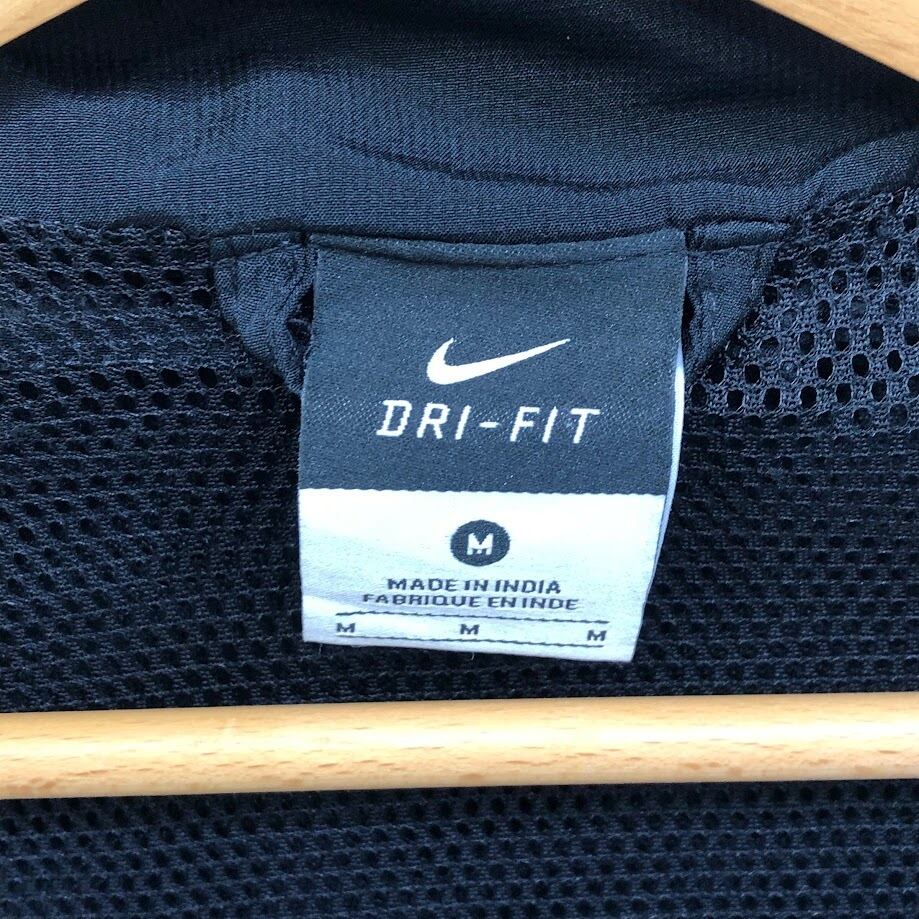 DRI-FIT
M
MADE IN INDIA
FABRIQUE EN INDE
M M M